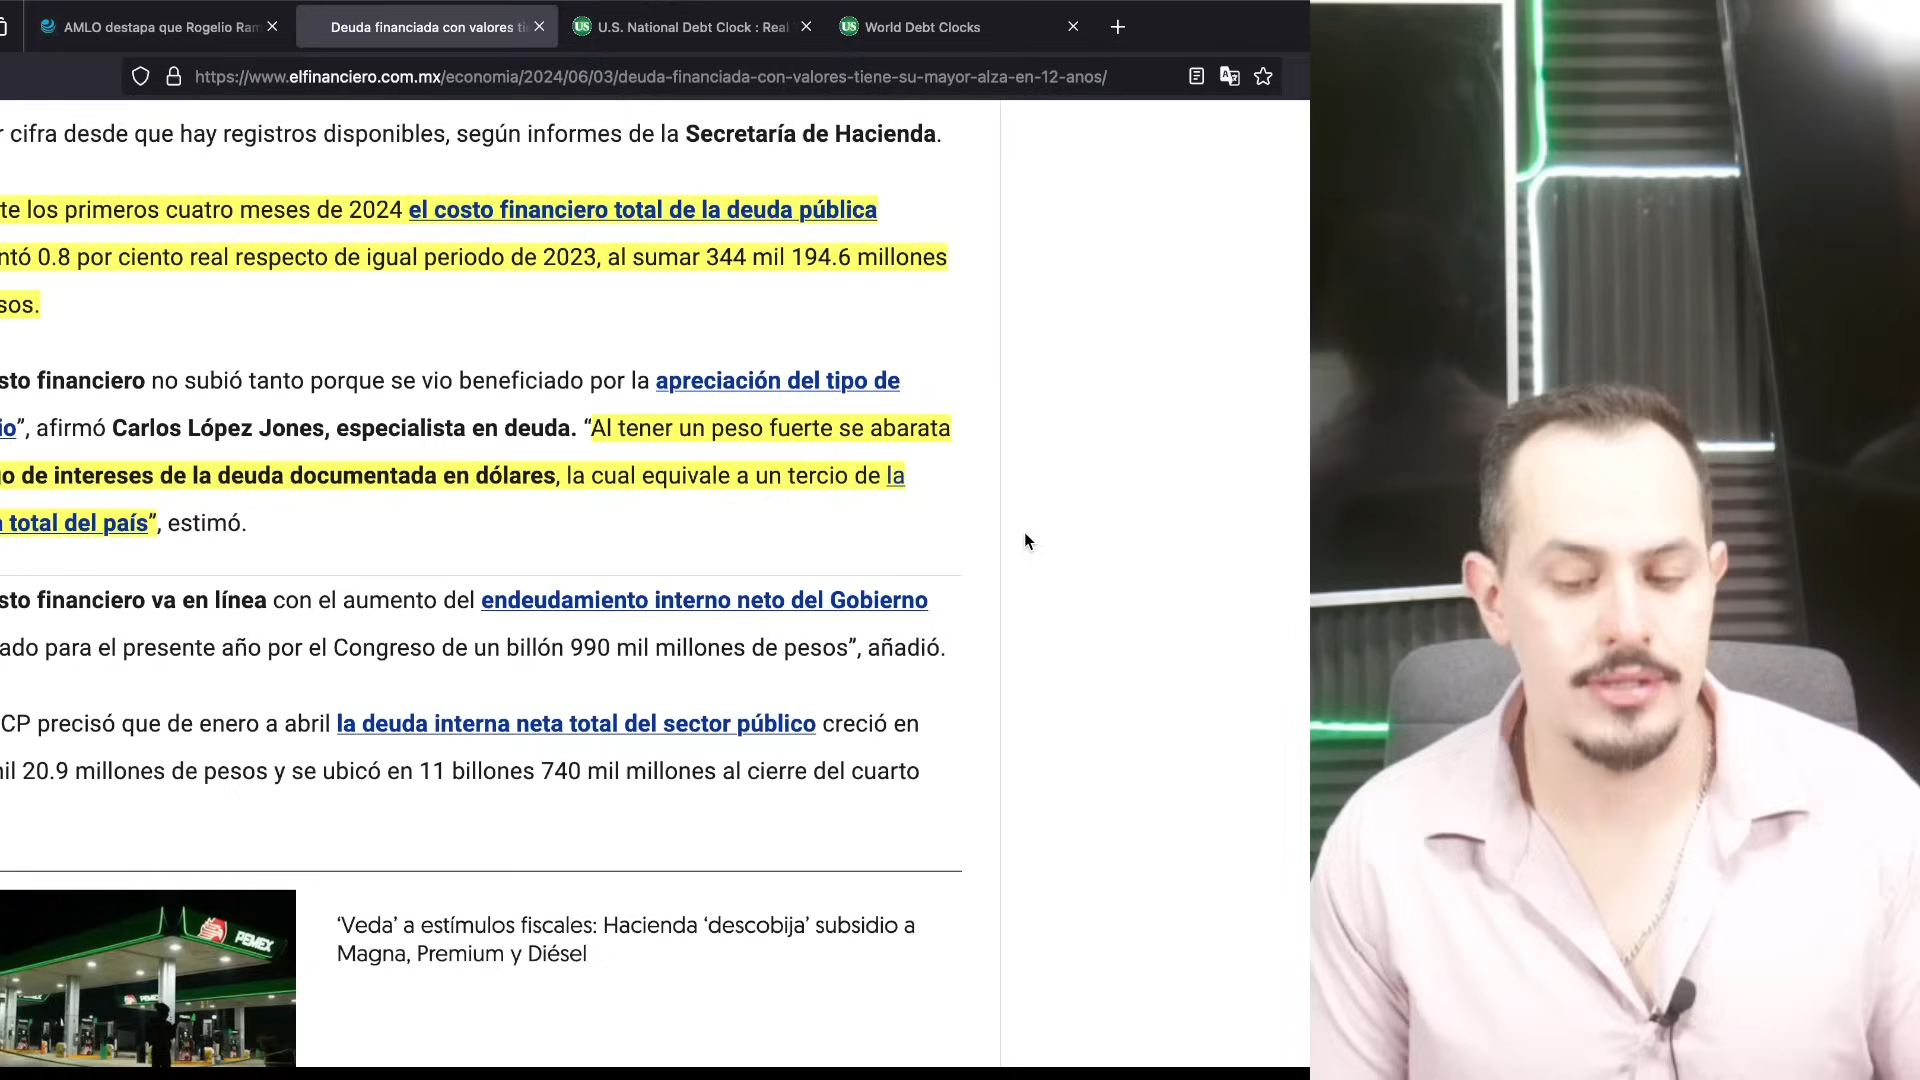 AMLO destapa que Rogelio Ram
Deuda financiada con valores ti
U.S. National Debt Clock : Real
World Debt Clocks
https://www.elfinanciero.com.mx/economia/2024/06/03/deuda-financiada-con-valores-tiene-su-mayor-alza-en-12-anos/
r cifra desde que hay registros disponibles, según informes de la Secretaría de Hacienda.
te los primeros cuatro meses de 2024 el costo financiero total de la deuda pública
ntó 0.8 por ciento real respecto de igual periodo de 2023, al sumar 344 mil 194.6 millones
sos.
sto financiero no subió tanto porque se vio beneficiado por la apreciación del tipo de
io”, afirmó Carlos López Jones, especialista en deuda. “Al tener un peso fuerte se abarata
o de intereses de la deuda documentada en dólares, la cual equivale a un tercio de la
a total del país”, estimó.
sto financiero va en línea con el aumento del endeudamiento interno neto del Gobierno
ado para el presente año por el Congreso de un billón 990 mil millones de pesos”, añadió.
CP precisó que de enero a abril la deuda interna neta total del sector público creció en
il 20.9 millones de pesos y se ubicó en 11 billones 740 mil millones al cierre del cuarto
PEMEX
‘Veda’ a estímulos fiscales: Hacienda ‘descobija’ subsidio a
Magna, Premium y Diésel